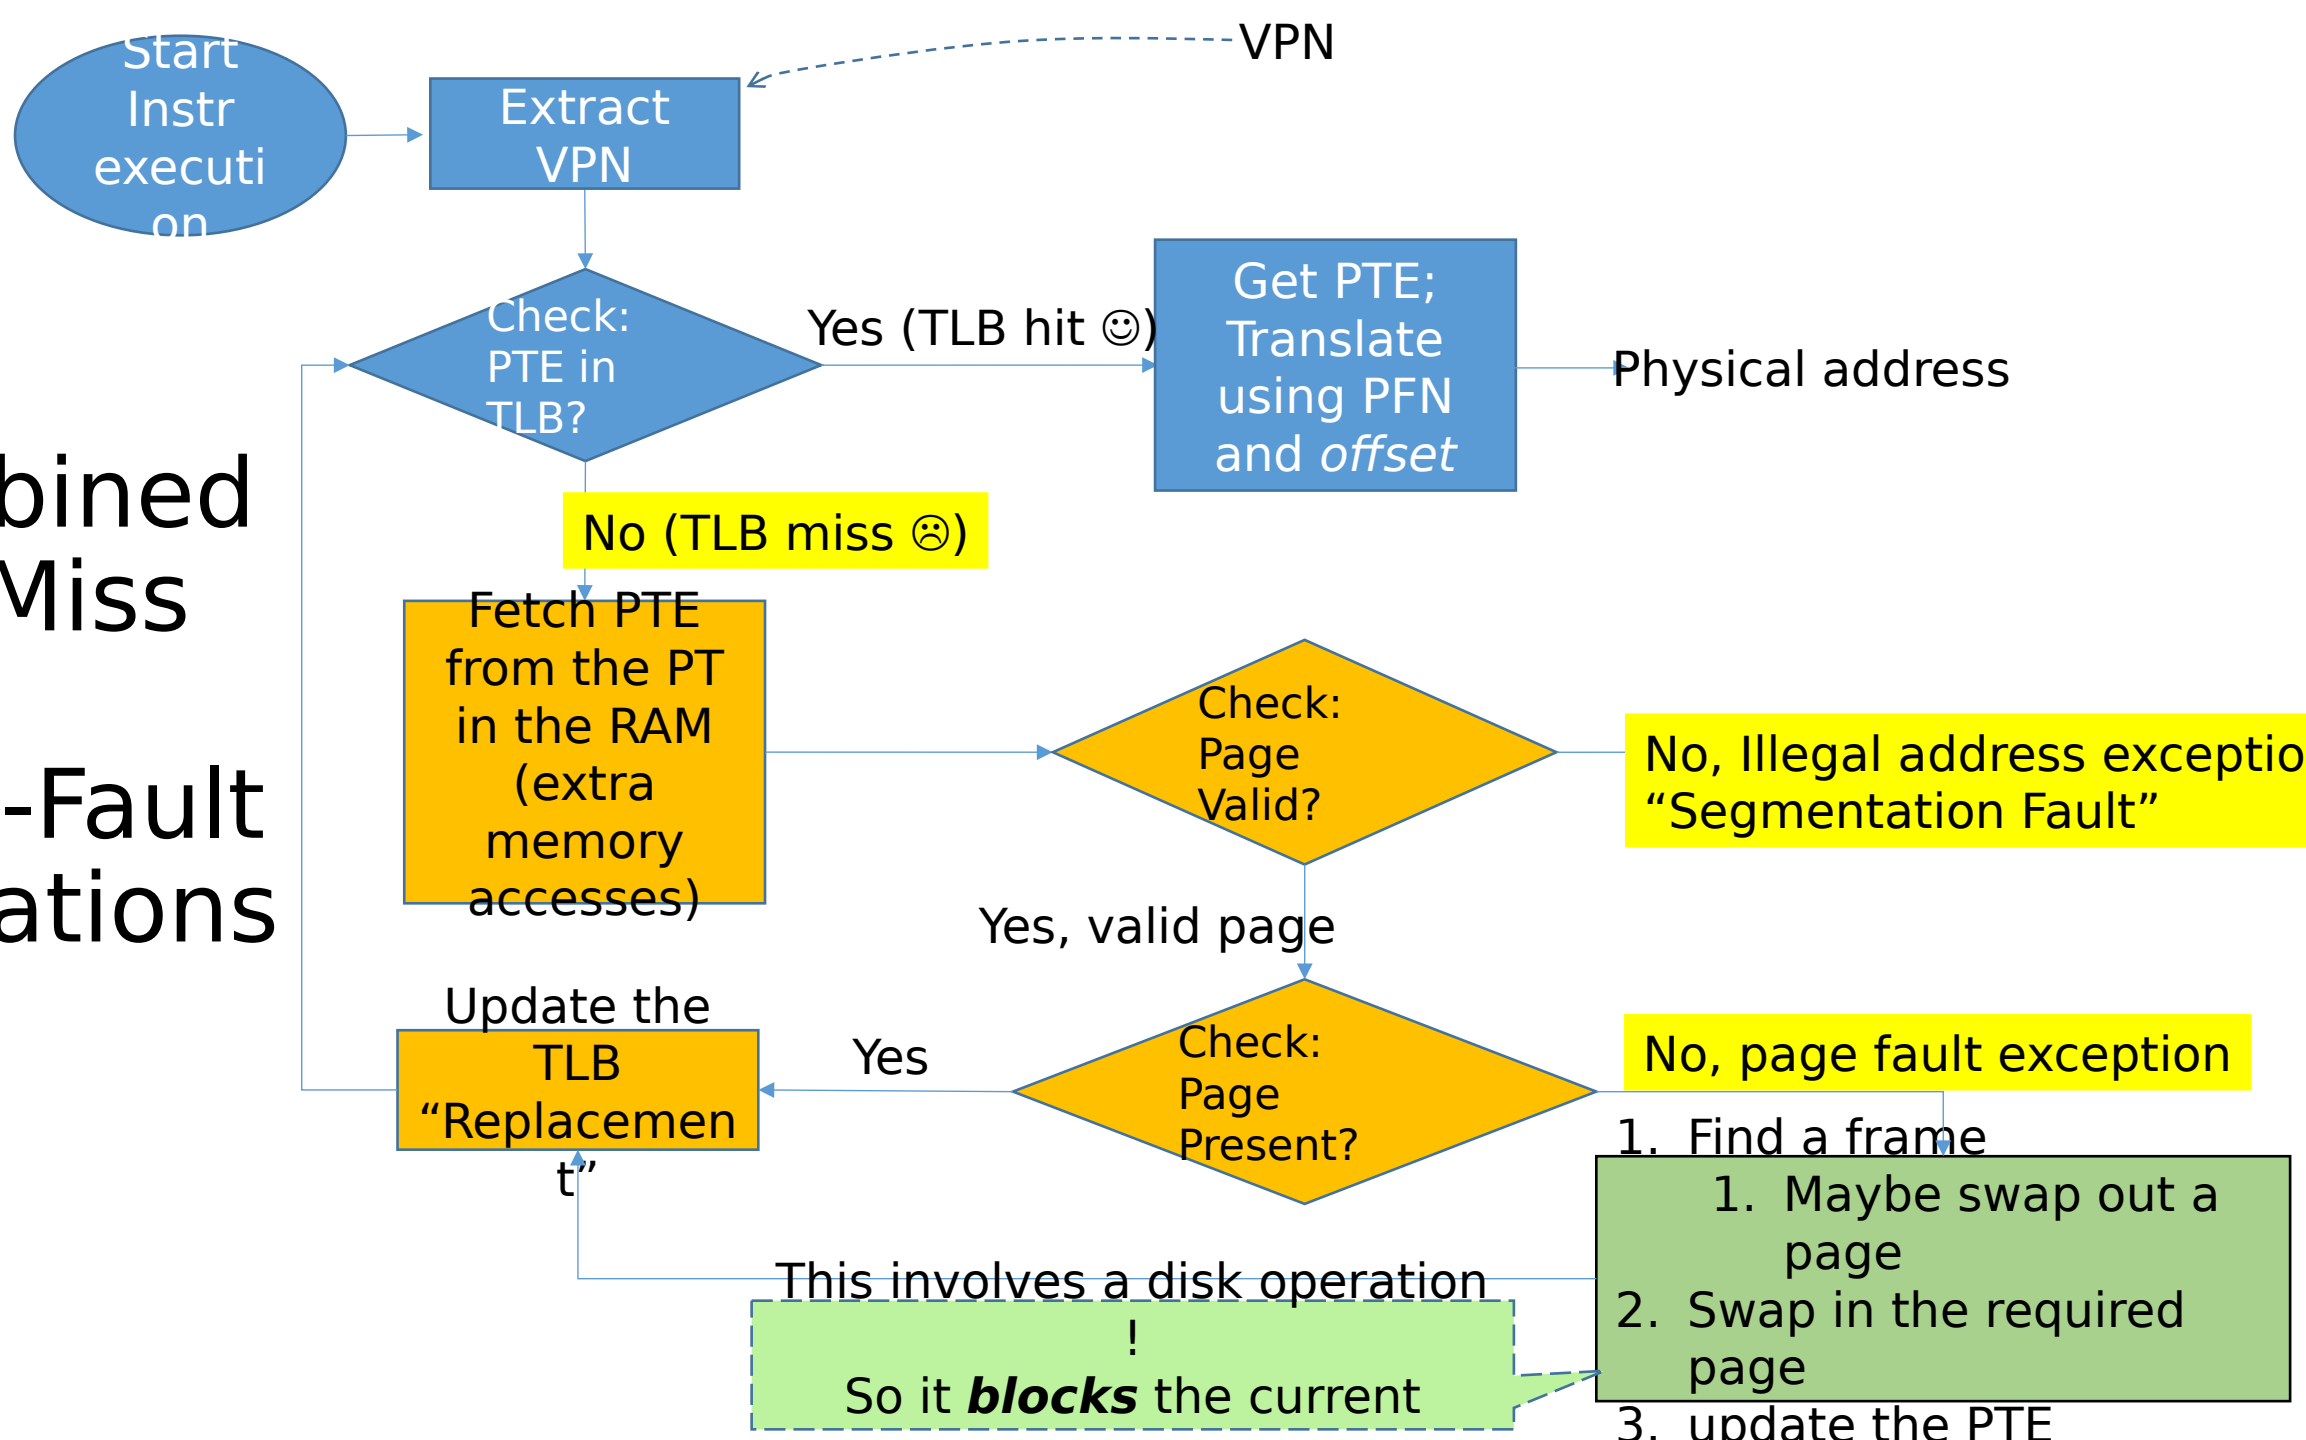 VPN
Start
Instr
executi
on
Extract
VPN
Check:
PTE in
TLB?
Yes (TLB hit ☺)
Get PTE;
Translate
using PFN
and offset
Physical address
bined
Miss
-Fault
ations
No (TLB miss ☹)
Fetch PTE
from the PT
in the RAM
(extra
memory
accesses)
Check:
Page
Valid?
No, Illegal address exceptio
“Segmentation Fault”
Yes, valid page
Update the
TLB
“Replacemen
t”
Yes
Check:
Page
Present?
No, page fault exception
1. Find a frame
1. Maybe swap out a
page
2. Swap in the required
page
3. update the PTE
This involves a disk operation
!
So it blocks the current